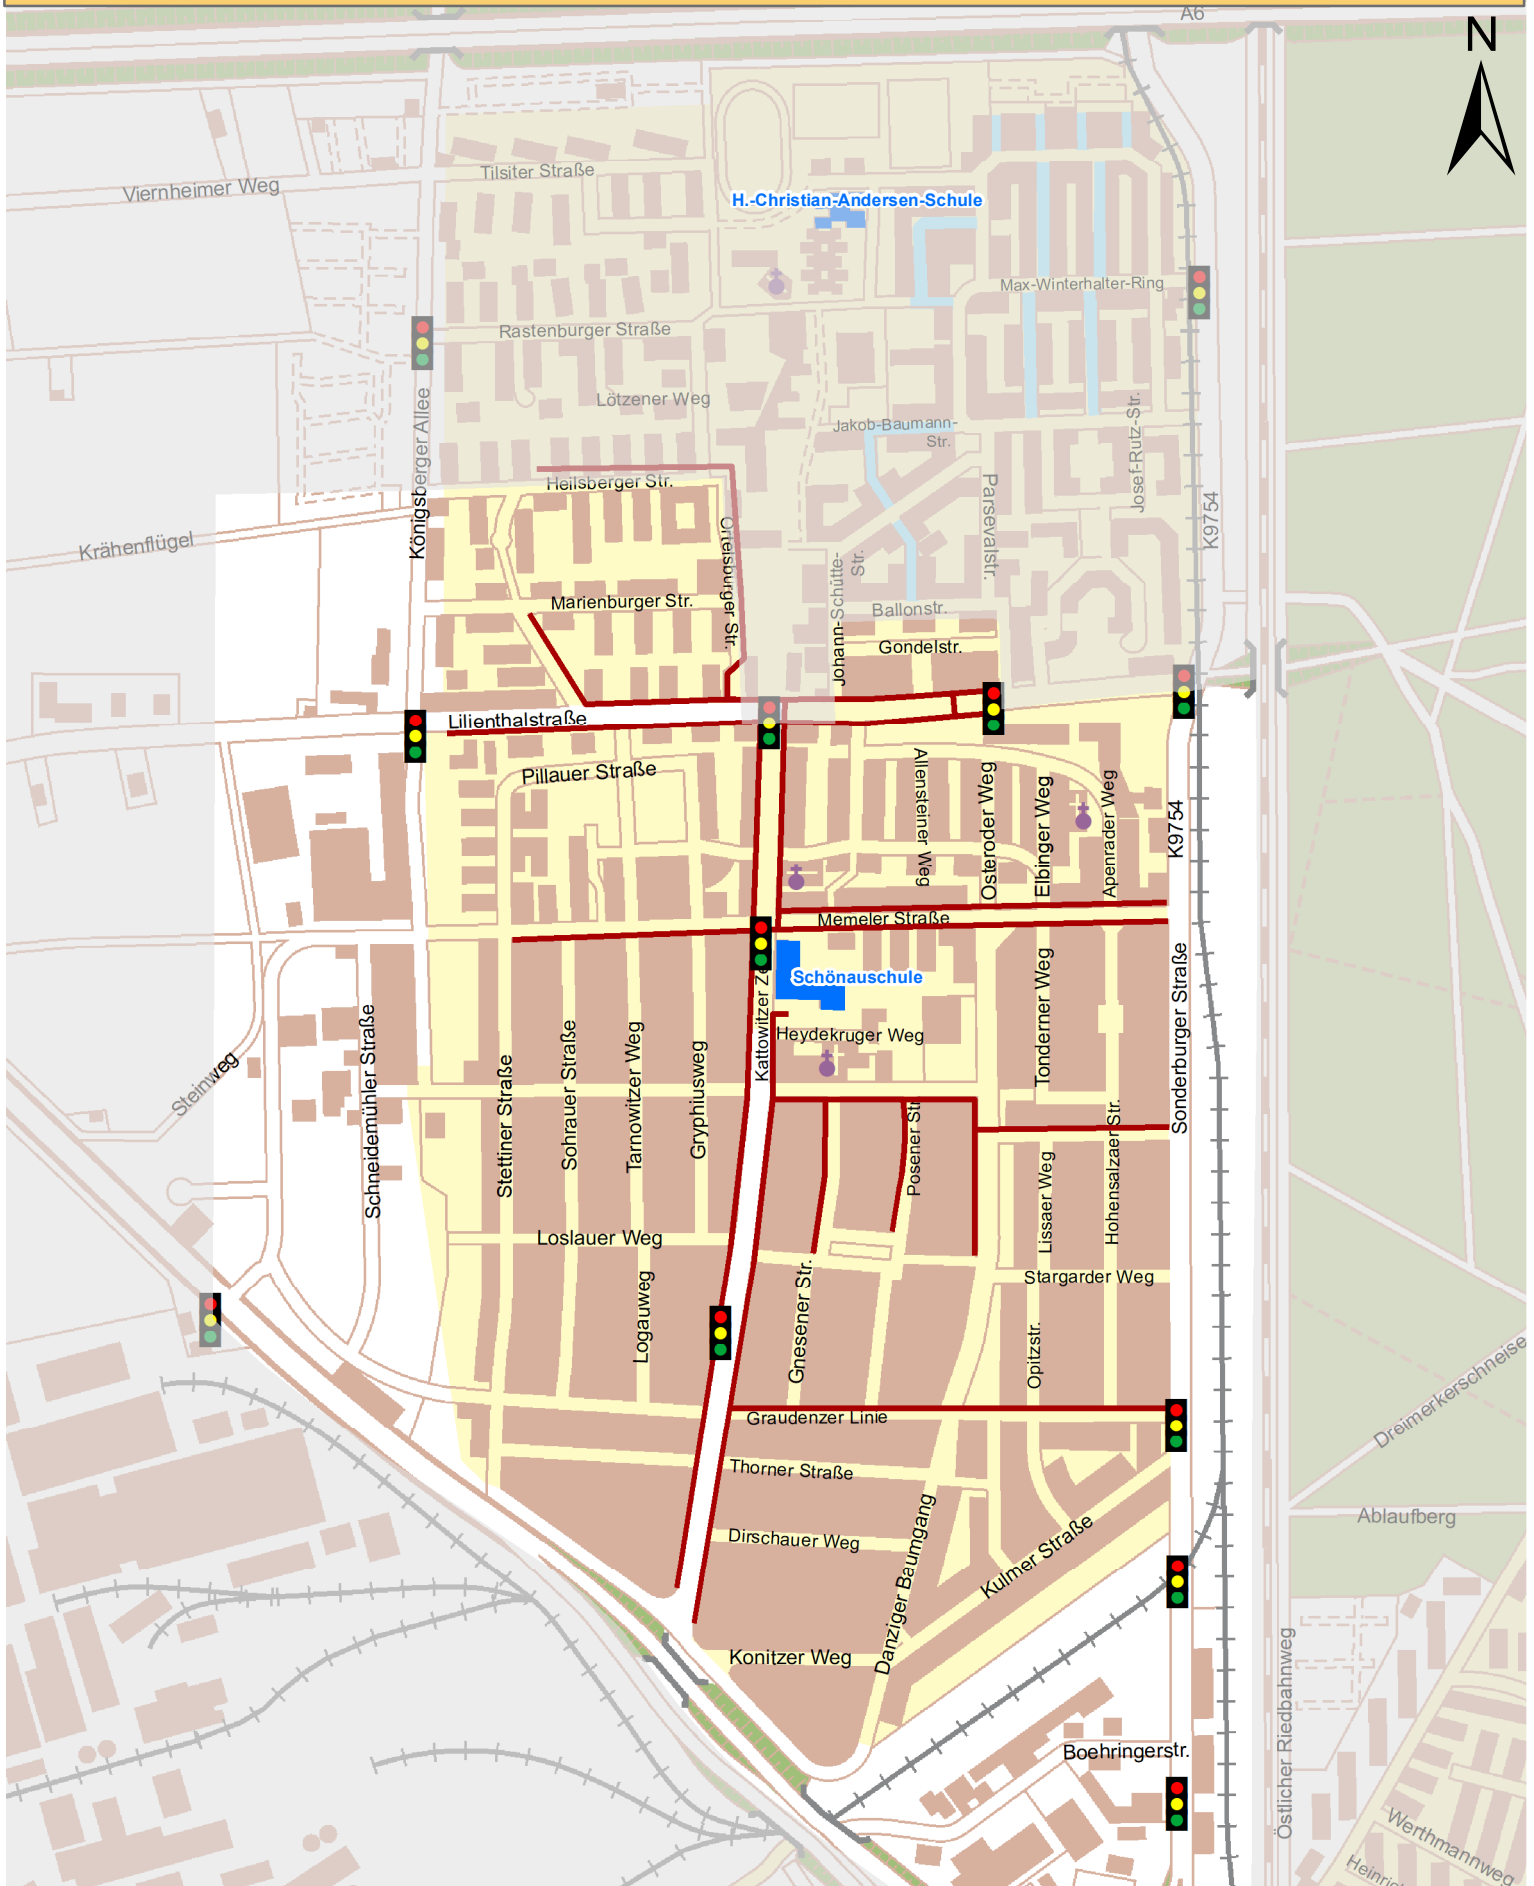 A6
N
Viernheimer Weg
Tilsiter Straße
H.-Christian-Andersen-Schule
Max-Winterhalter-Ring
Rastenburger Straße
Lötzener Weg
Königsberger Allee
Jakob-Baumann-
Str.
Josef-Rutz-Str.
Heilsberger Str.
Parsevalstr.
K9754
Krähenflügel
Ortelsburger Str.
Johann-Schütte-
Str.
Marienburger Str.
Ballonstr.
Gondelstr.
Lilienthalstraße
Pillauer Straße
Allensteiner Weg
Osteroder Weg
Elbinger Weg
Apenrader Weg
K9754
Memeler Straße
Schönauschule
Kattowitzer Ze
Heydekruger Weg
Tonderner Weg
Sonderburger Straße
Steinweg
Schneidemühler Straße
Stettiner Straße
Sohrauer Straße
Tarnowitzer Weg
Gryphiusweg
Posener Str.
Lissaer Weg
Hohensalzaer Str.
Loslauer Weg
Stargarder Weg
Logauweg
Gnesener Str.
Opitzstr.
Dreimerkerschneise
Graudenzer Linie
Thorner Straße
Ablaufberg
Dirschauer Weg
Danziger Baumgang
Kulmer Straße
Konitzer Weg
Östlicher Riedbahnweg
Boehringerstr.
Werthmannweg